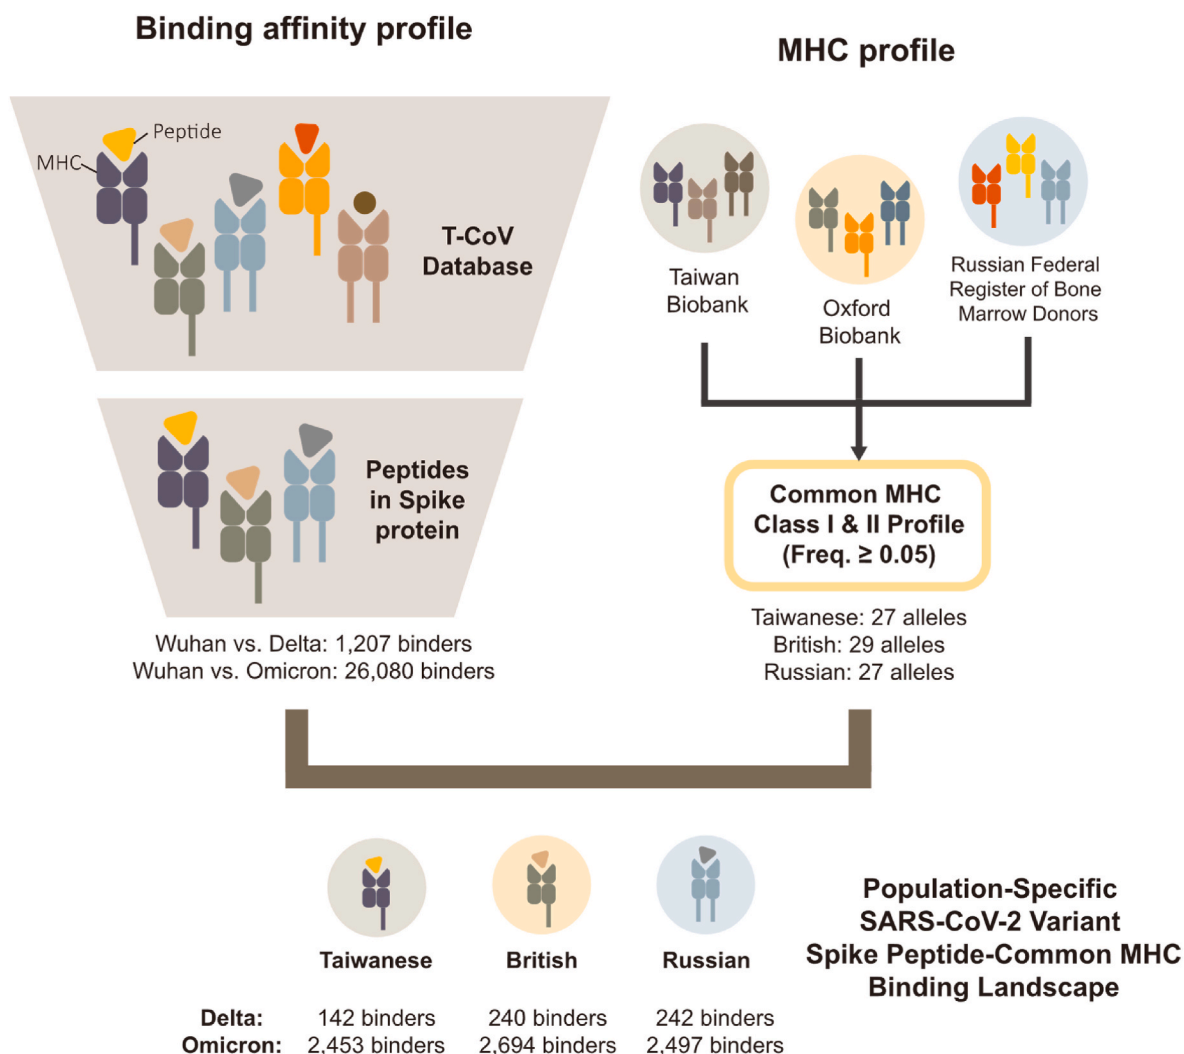 Binding affinity profile
Peptide
MHC
T-CoV
Database
Peptides
in Spike
protein
Wuhan vs. Delta: 1,207 binders
Wuhan vs. Omicron: 26,080 binders
MHC profile
Taiwan
Biobank
Oxford
Biobank
Russian Federal
Register of Bone
Marrow Donors
Common MHC
Class I & II Profile
(Freq. ≥ 0.05)
Taiwanese: 27 alleles
British: 29 alleles
Russian: 27 alleles
Taiwanese British Russian
Delta: 142 binders 240 binders 242 binders
Omicron: 2,453 binders 2,694 binders 2,497 binders
Population-Specific
SARS-CoV-2 Variant
Spike Peptide-Common MHC
Binding Landscape